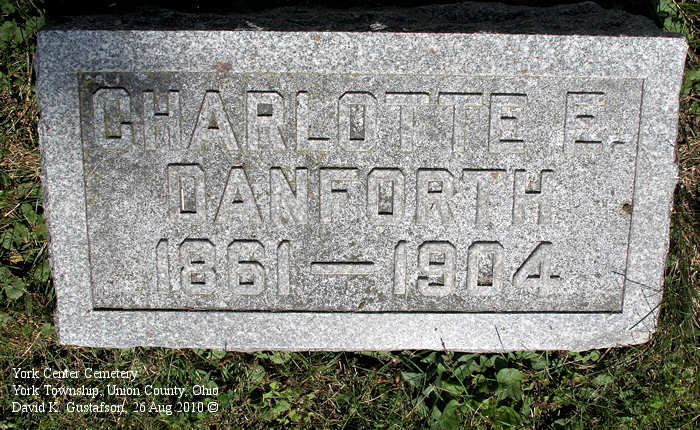 CHARLOTTE E.
DANFORTH
1861 — 1904
York Center Cemetery
York Township, Union County, Ohio
David K. Gustafson, 26 Aug 2010 ©